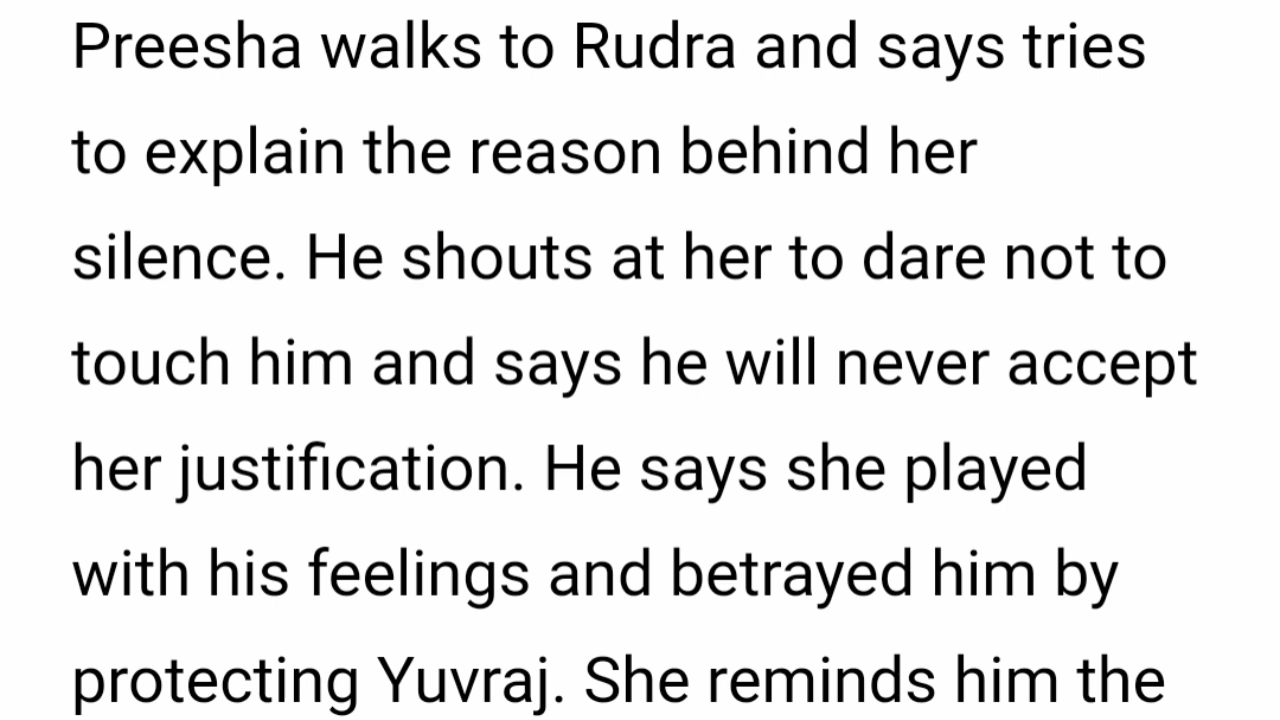 Preesha walks to Rudra and says tries
to explain the reason behind her
silence. He shouts at her to dare not to
touch him and says he will never accept
her justification. He says she played
with his feelings and betrayed him by
protecting Yuvraj. She reminds him the